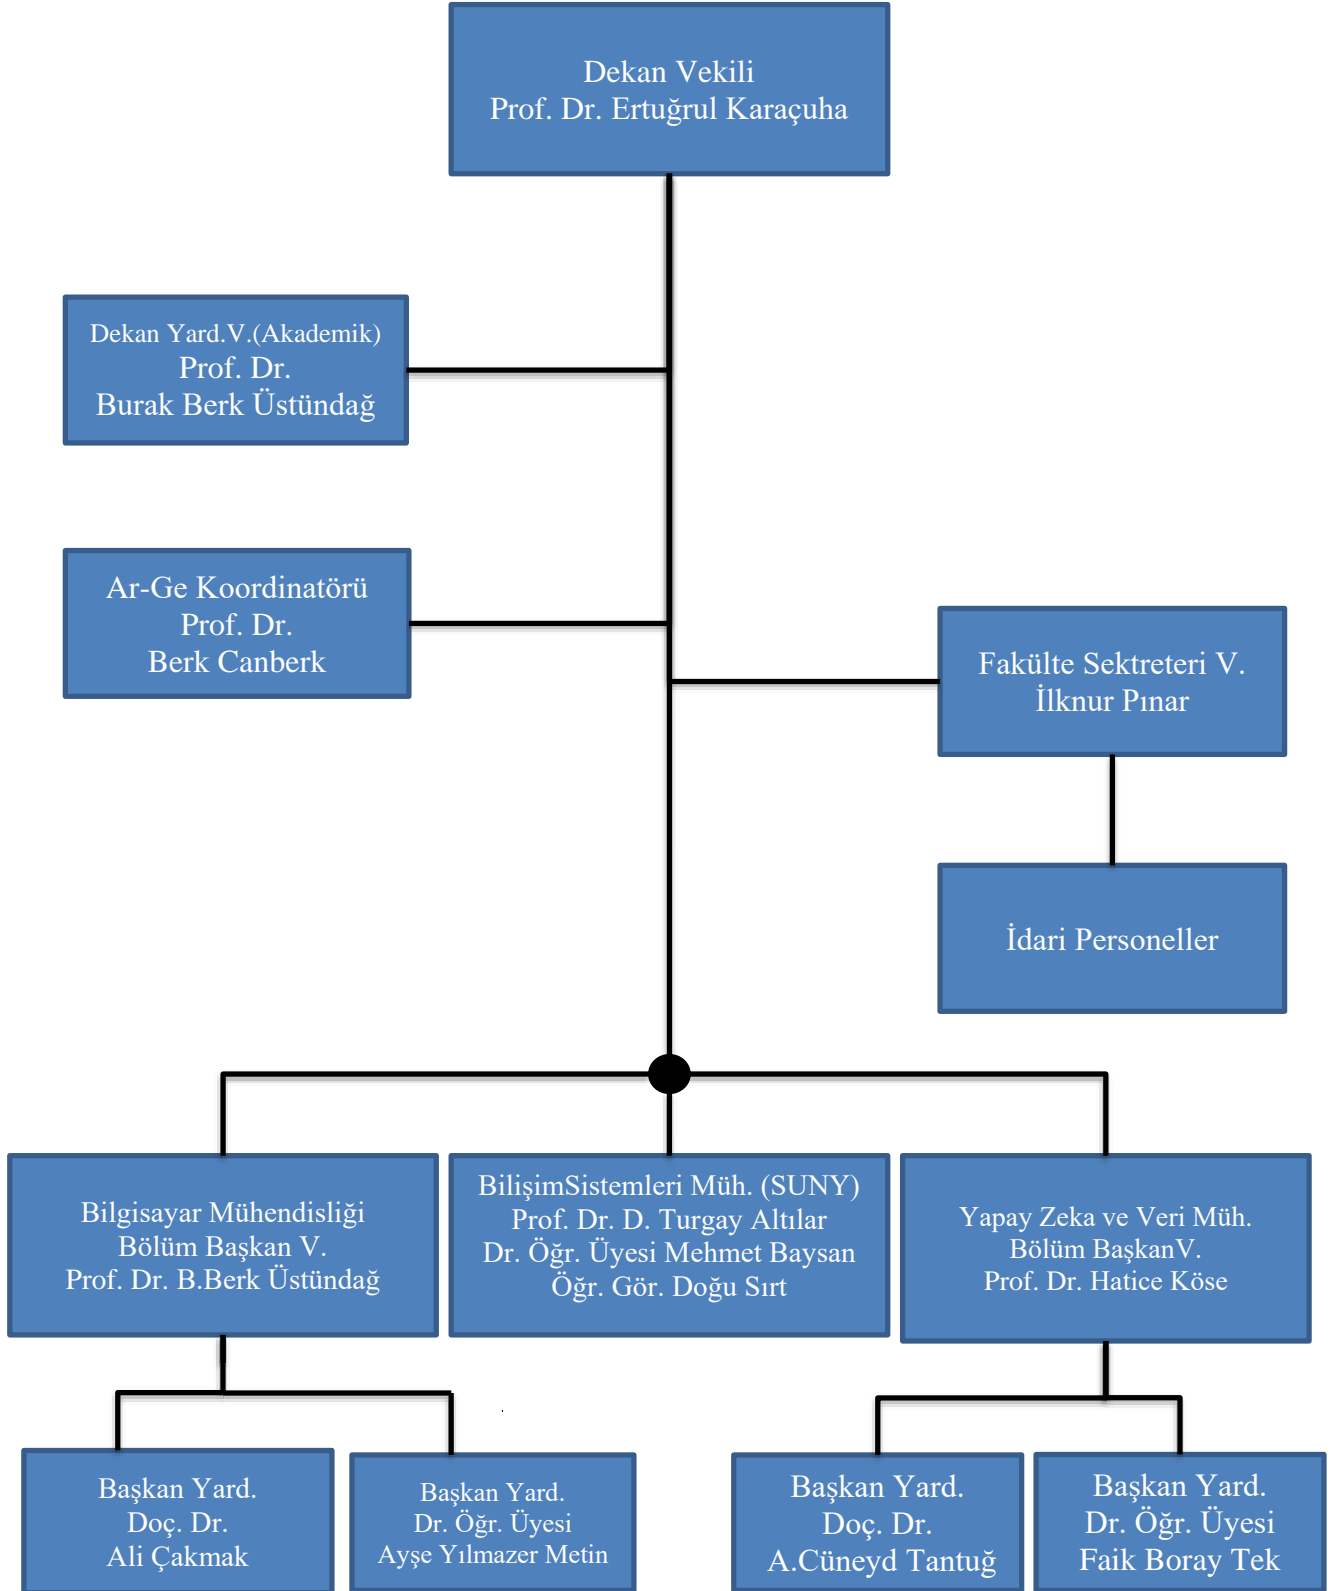 Dekan Vekili
Prof. Dr. Ertuğrul Karaçuha
Dekan Yard.V.(Akademik)
Prof. Dr.
Burak Berk Üstündağ
Ar-Ge Koordinatörü
Prof. Dr.
Berk Canberk
Fakülte Sektreteri V.
İlknur Pınar
İdari Personeller
Bilgisayar Mühendisliği
Bölüm Başkan V.
Prof. Dr. B.Berk Üstündağ
BilişimSistemleri Müh. (SUNY)
Prof. Dr. D. Turgay Altılar
Dr. Öğr. Üyesi Mehmet Baysan
Öğr. Gör. Doğu Sırt
Yapay Zeka ve Veri Müh.
Bölüm BaşkanV.
Prof. Dr. Hatice Köse
Başkan Yard.
Doç. Dr.
Ali Çakmak
Başkan Yard.
Dr. Öğr. Üyesi
Ayşe Yılmazer Metin
Başkan Yard.
Doç. Dr.
A.Cüneyd Tantuğ
Başkan Yard.
Dr. Öğr. Üyesi
Faik Boray Tek